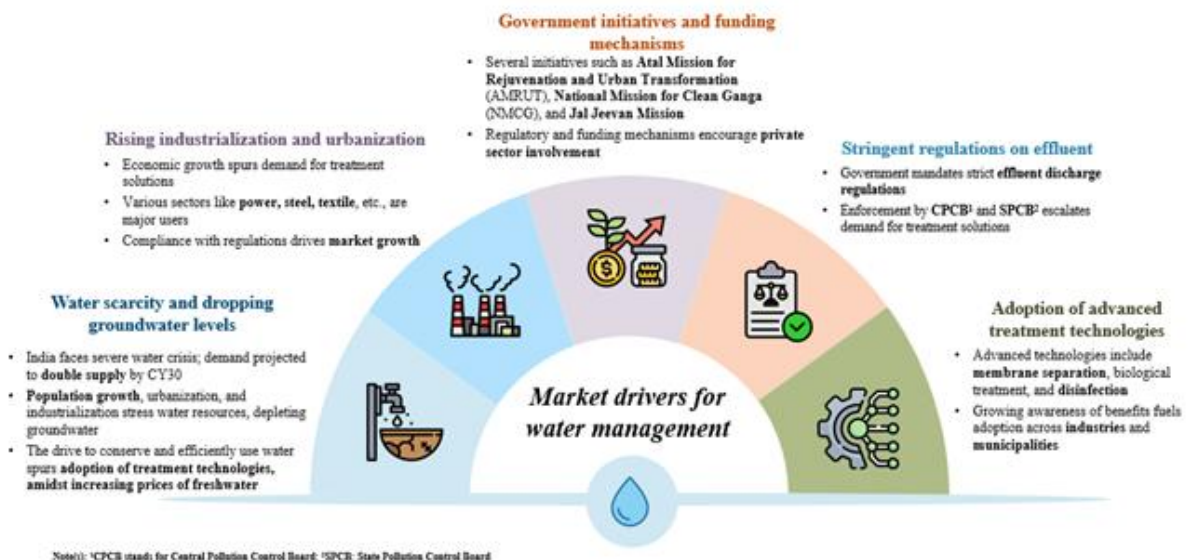 Government initiatives and funding
mechanisms
• Several initiatives such as Atal Mission for
Rejuvenation and Urban Transformation
(AMRUT), National Mission for Clean Ganga
(NMCG), and Jal Jeevan Mission
• Regulatory and funding mechanisms encourage private
sector involvement
Rising industrialization and urbanization
• Economic growth spurs demand for treatment
solutions
• Various sectors like power, steel, textile, etc., are
major users
• Compliance with regulations drives market growth
Stringent regulations on effluent
• Government mandates strict effluent discharge
regulations
• Enforcement by CPCB¹ and SPCB² escalates
demand for treatment solutions
Water scarcity and dropping
groundwater levels
• India faces severe water crisis; demand projected
to double supply by CY30
• Population growth, urbanization, and
industrialization stress water resources, depleting
groundwater
• The drive to conserve and efficiently use water
spurs adoption of treatment technologies,
amidst increasing prices of freshwater
Adoption of advanced
treatment technologies
• Advanced technologies include
membrane separation, biological
treatment, and disinfection
• Growing awareness of benefits fuels
adoption across industries and
municipalities
Market drivers for
water management
Note(s): ¹CPCB stands for Central Pollution Control Board; ²SPCB: State Pollution Control Board